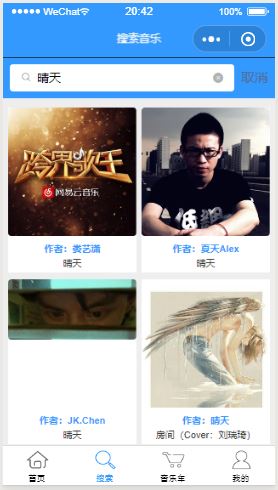 WeChat
20:42
100%
搜索音乐
晴天
取消
跨界歌王
网易云音乐
作者：娄艺潇
晴天
作者：夏天Alex
晴天
作者：JK.Chen
晴天
作者：晴天
房间（Cover：刘瑞琦）
首页
搜索
音乐车
我的